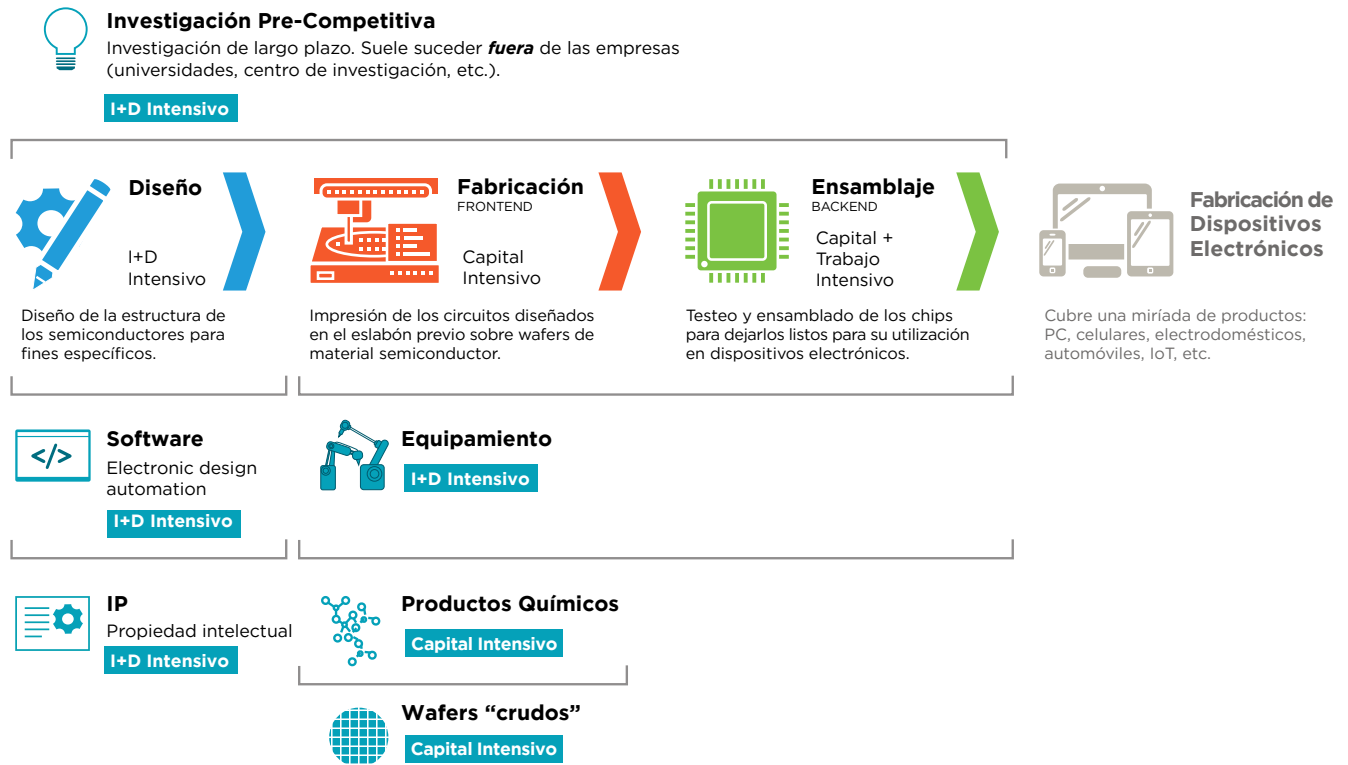 Investigación Pre-Competitiva
Investigación de largo plazo. Suele suceder fuera de las empresas
(universidades, centro de investigación, etc.).
I+D Intensivo
Diseño
I+D
Intensivo
Diseño de la estructura de
los semiconductores para
fines específicos.
Fabricación
FRONTEND
Capital
Intensivo
Impresión de los circuitos diseñados
en el eslabón previo sobre wafers de
material semiconductor.
Ensamblaje
BACKEND
Capital +
Trabajo
Intensivo
Testeo y ensamblado de los chips
para dejarlos listos para su utilización
en dispositivos electrónicos.
Fabricación de
Dispositivos
Electrónicos
Cubre una miríada de productos:
PC, celulares, electrodomésticos,
automóviles, IoT, etc.
</>
Software
Electronic design
automation
I+D Intensivo
Equipamiento
I+D Intensivo
IP
Propiedad intelectual
I+D Intensivo
Productos Químicos
Capital Intensivo
Wafers “crudos”
Capital Intensivo